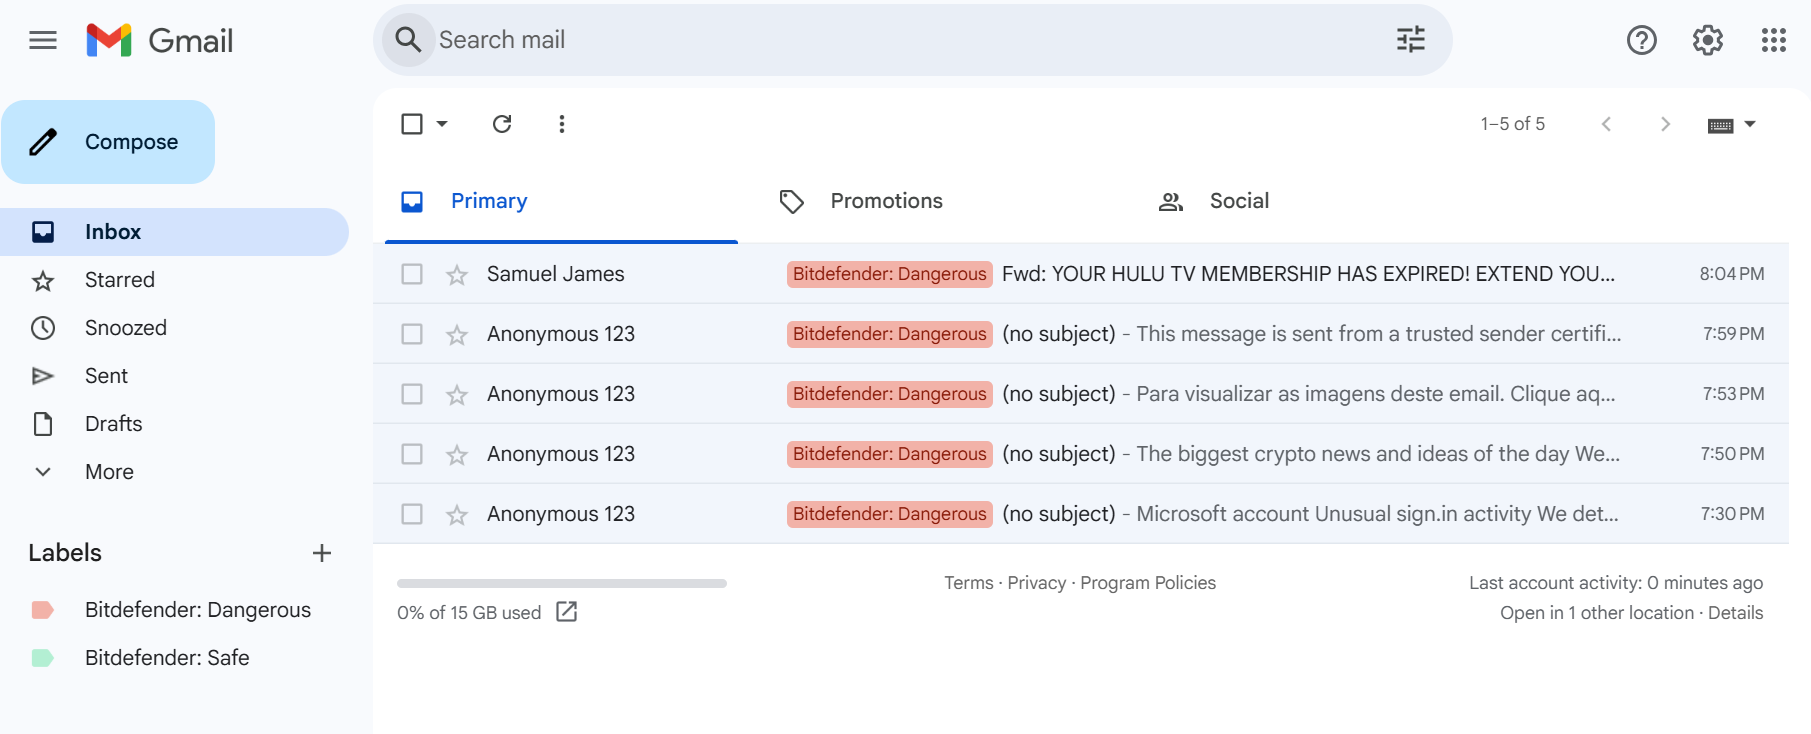 Gmail
Search mail
Compose
1–5 of 5
Primary
Promotions
Social
Inbox
Starred
Snoozed
Sent
Drafts
More
Samuel James Bitdefender: Dangerous Fwd: YOUR HULU TV MEMBERSHIP HAS EXPIRED! EXTEND YOU... 8:04 PM
Anonymous 123 Bitdefender: Dangerous (no subject) - This message is sent from a trusted sender certifi... 7:59 PM
Anonymous 123 Bitdefender: Dangerous (no subject) - Para visualizar as imagens deste email. Clique aq... 7:53 PM
Anonymous 123 Bitdefender: Dangerous (no subject) - The biggest crypto news and ideas of the day We... 7:50 PM
Anonymous 123 Bitdefender: Dangerous (no subject) - Microsoft account Unusual sign.in activity We det... 7:30 PM
Labels
Bitdefender: Dangerous
Bitdefender: Safe
0% of 15 GB used
Terms · Privacy · Program Policies
Last account activity: 0 minutes ago
Open in 1 other location · Details